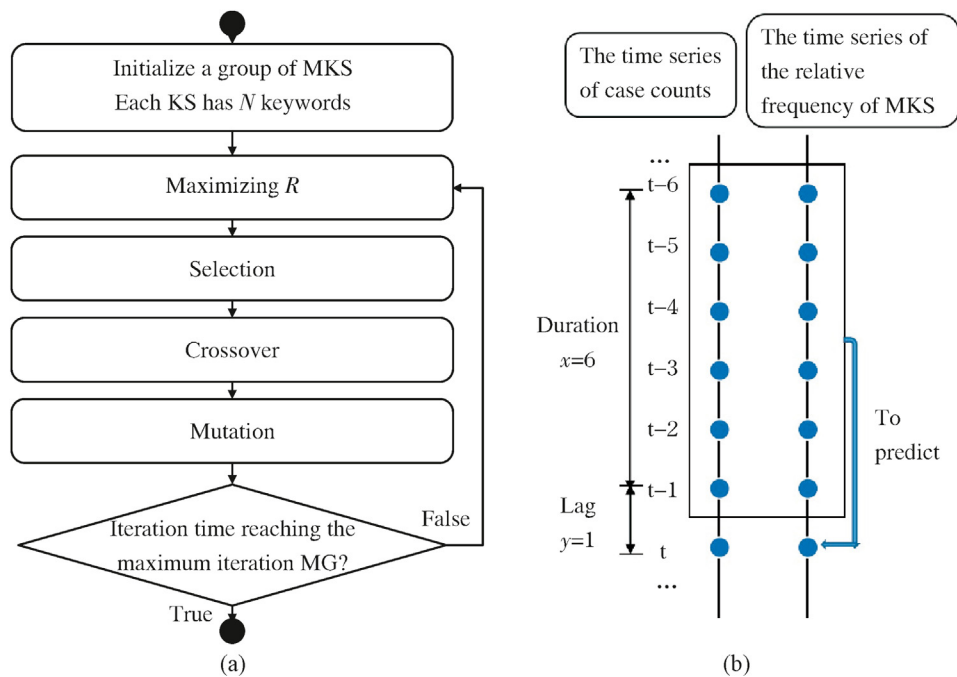 Initialize a group of MKS
Each KS has N keywords
Maximizing R
Selection
Crossover
Mutation
Iteration time reaching the
maximum iteration MG?
False
True
(a)
The time series
of case counts
The time series of
the relative
frequency of MKS
...
t−6
t−5
t−4
t−3
t−2
t−1
t
...
Duration
x=6
Lag
y=1
To
predict
(b)